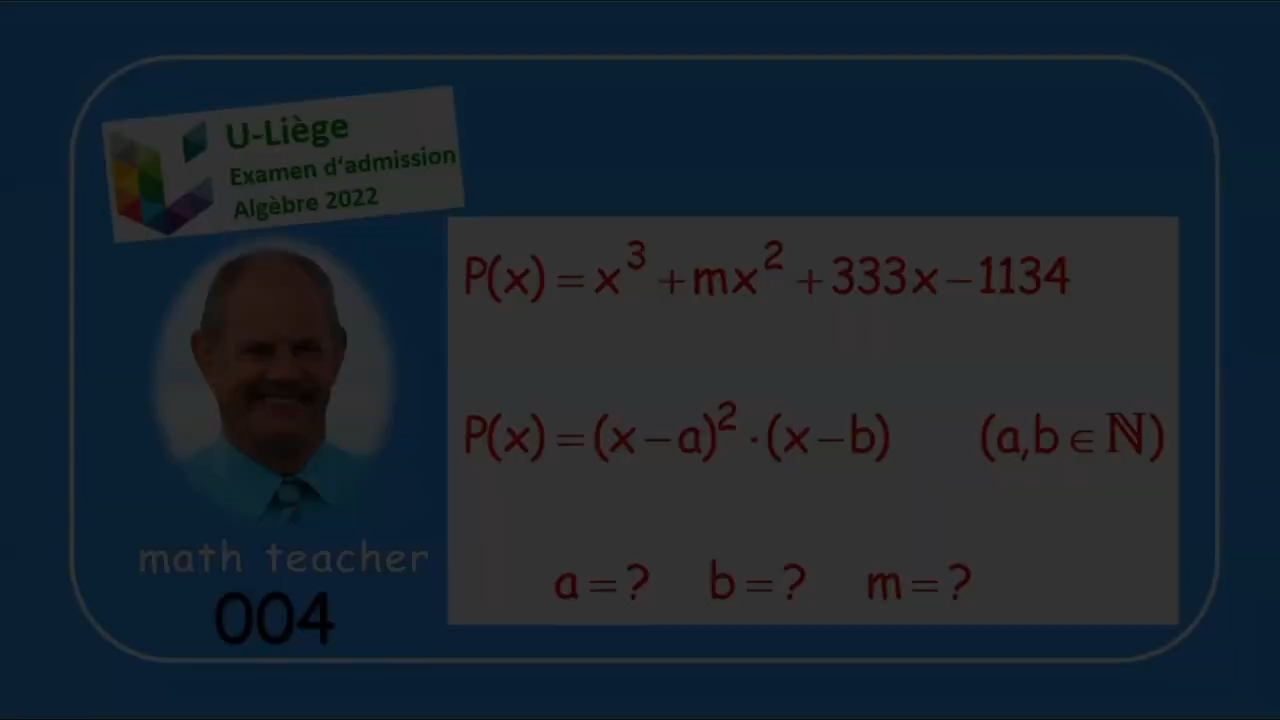 U-Liège
Examen d‘admission
Algèbre 2022
P(x) = x³ + mx² + 333x − 1134
P(x) = (x − a)² · (x − b) (a,b ∈ ℕ)
a = ? b = ? m = ?
math teacher
004